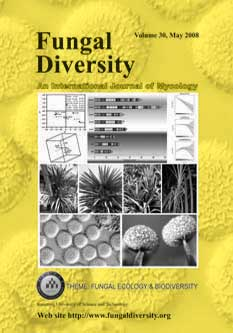 Fungal
Diversity
Volume 30, May 2008
An International Journal of Mycology
THEME: FUNGAL ECOLOGY & BIODIVERSITY
University of Science and Technology
Web site http://www.fungaldiversity.org